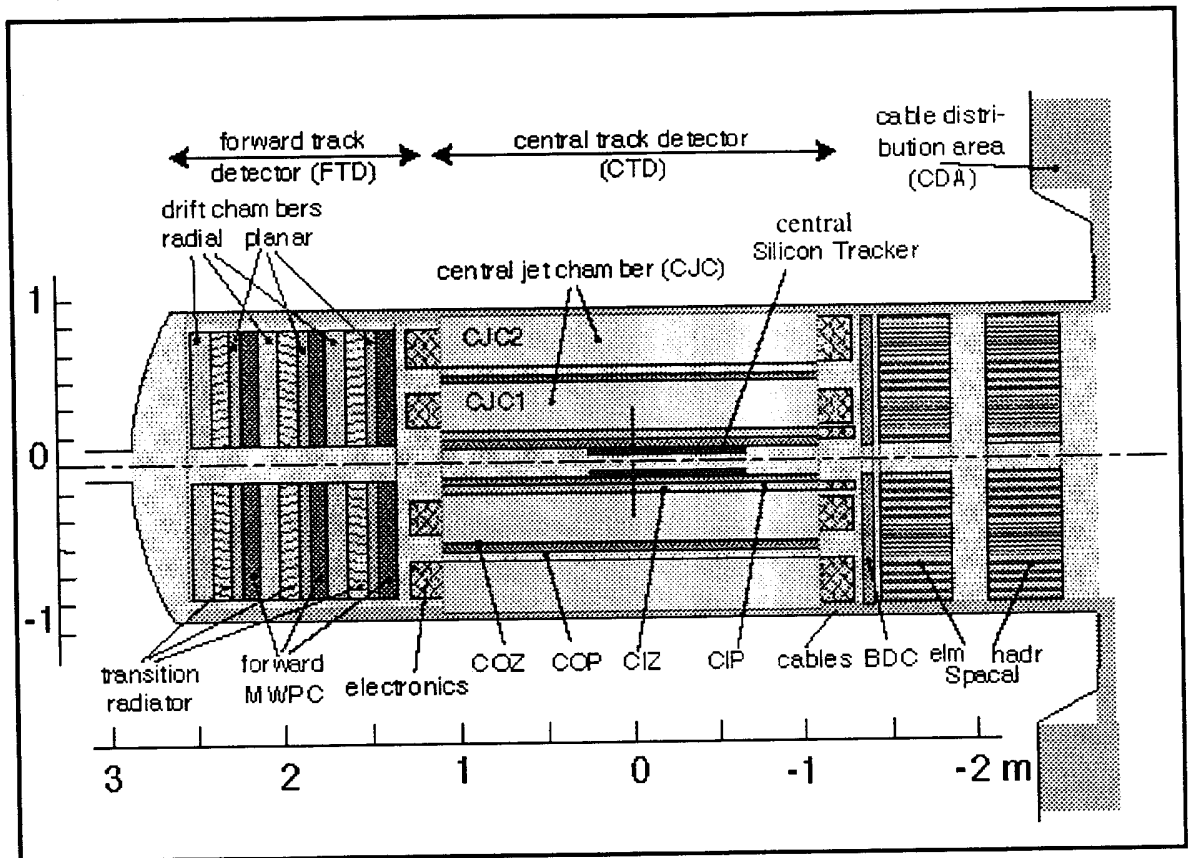 forward track
detector (FTD)
central track detector
(CTD)
cable distri-
bution area
(CDA)
drift chambers
radial planar
central
Silicon Tracker
central jet chamber (CJC)
1
CJC2
CJC1
0
-1
transition
radiator
forward
MWPC
electronics
COZ
COP
CIZ
CIP
cables
BDC
elm hadr
Spacal
3 2 1 0 -1 -2 m